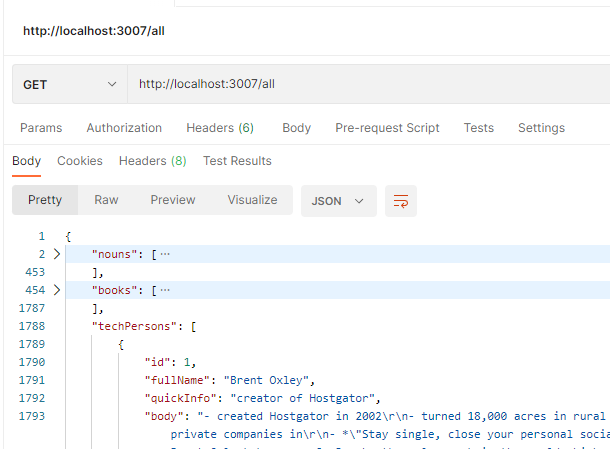 http://localhost:3007/all
GET http://localhost:3007/all
Params Authorization Headers (6) Body Pre-request Script Tests Settings
Body Cookies Headers (8) Test Results
Pretty Raw Preview Visualize JSON
1 {
2 "nouns": [ ...
453 ],
454 "books": [ ...
1787 ],
1788 "techPersons": [
1789 {
1790 "id": 1,
1791 "fullName": "Brent Oxley",
1792 "quickInfo": "creator of Hostgator",
1793 "body": "- created Hostgator in 2002\r\n- turned 18,000 acres in rural
private companies in\r\n- *\"Stay single, close your personal socia